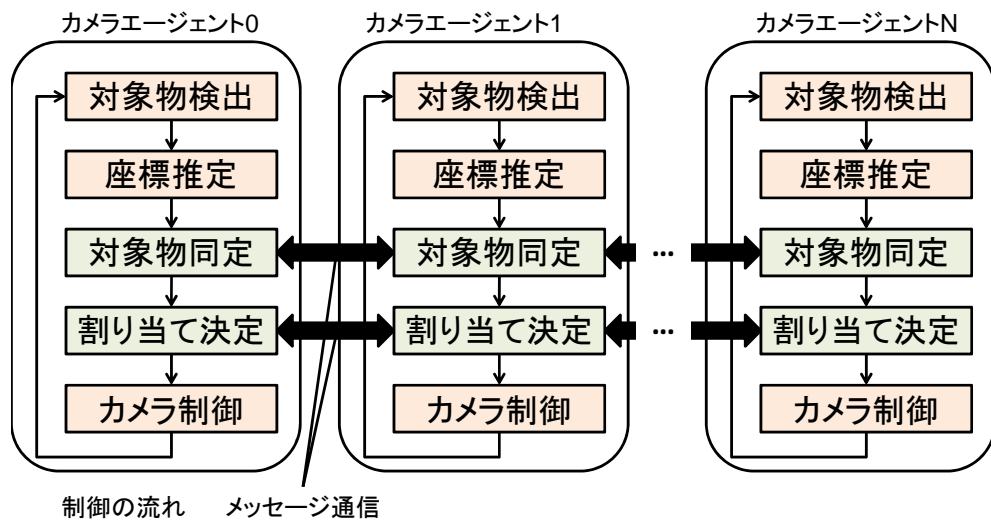 カメラエージェント0 カメラエージェント1 カメラエージェントN
対象物検出 対象物検出 対象物検出
座標推定 座標推定 座標推定
対象物同定 対象物同定 … 対象物同定
割り当て決定 割り当て決定 … 割り当て決定
カメラ制御 カメラ制御 カメラ制御
制御の流れ メッセージ通信